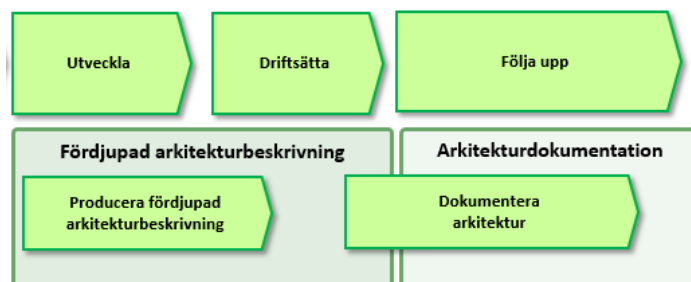 Utveckla
Driftsätta
Följa upp
Fördjupad arkitekturbeskrivning
Arkitekturdokumentation
Producera fördjupad
arkitekturbeskrivning
Dokumentera
arkitektur